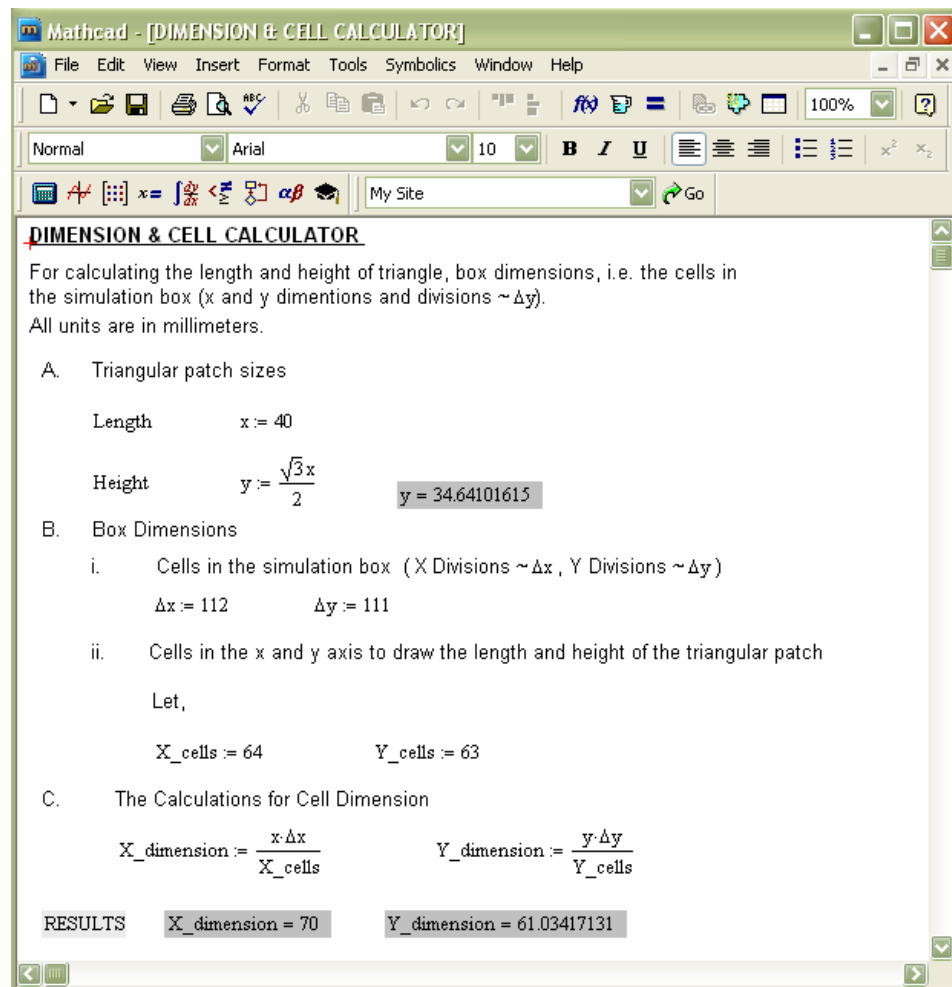 Mathcad - [DIMENSION & CELL CALCULATOR]
File Edit View Insert Format Tools Symbolics Window Help
100%
Normal Arial 10 B I U
My Site Go
DIMENSION & CELL CALCULATOR
For calculating the length and height of triangle, box dimensions, i.e. the cells in
the simulation box (x and y dimentions and divisions ~ Δy).
All units are in millimeters.
A. Triangular patch sizes
Length x := 40
Height y := √3 x / 2 y = 34.64101615
B. Box Dimensions
i. Cells in the simulation box ( X Divisions ~ Δx , Y Divisions ~ Δy )
Δx := 112 Δy := 111
ii. Cells in the x and y axis to draw the length and height of the triangular patch
Let,
X_cells := 64 Y_cells := 63
C. The Calculations for Cell Dimension
X_dimension := x·Δx / X_cells Y_dimension := y·Δy / Y_cells
RESULTS X_dimension = 70 Y_dimension = 61.03417131